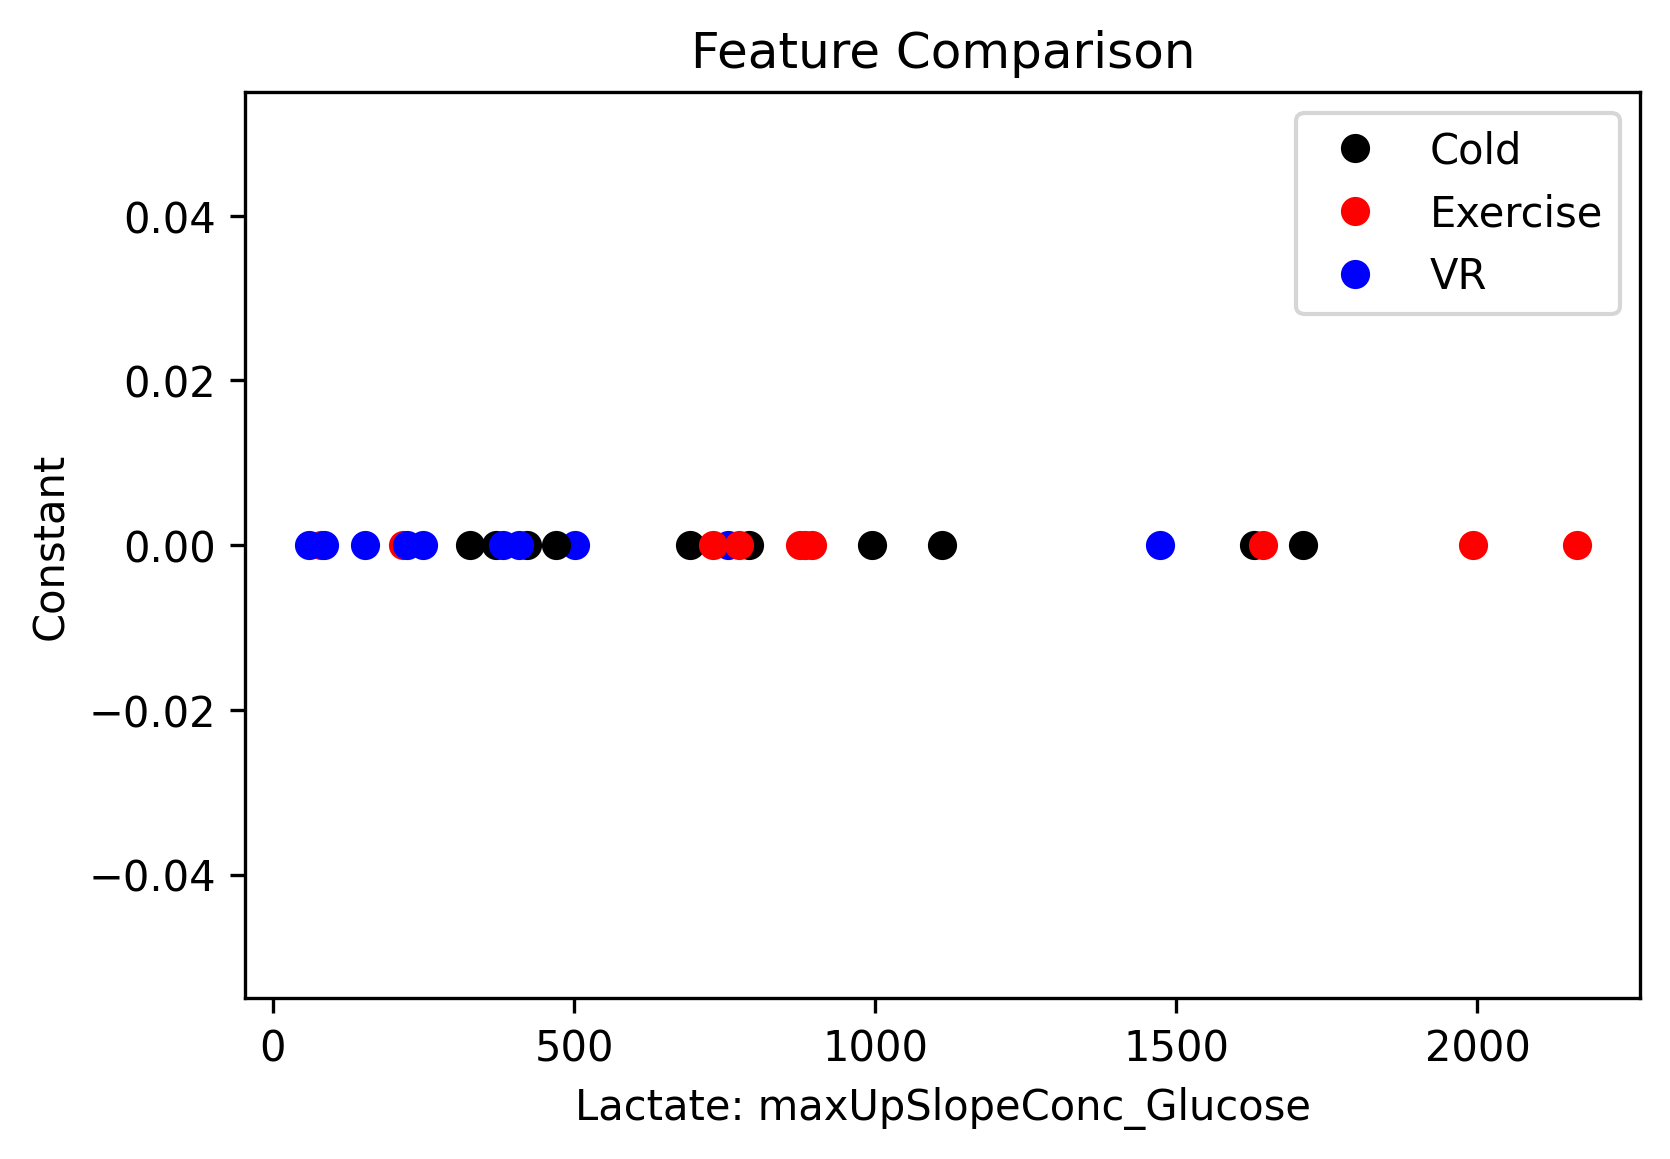 Feature Comparison
Cold
Exercise
VR
0.04
0.02
0.00
−0.02
−0.04
Constant
0 500 1000 1500 2000
Lactate: maxUpSlopeConc_Glucose